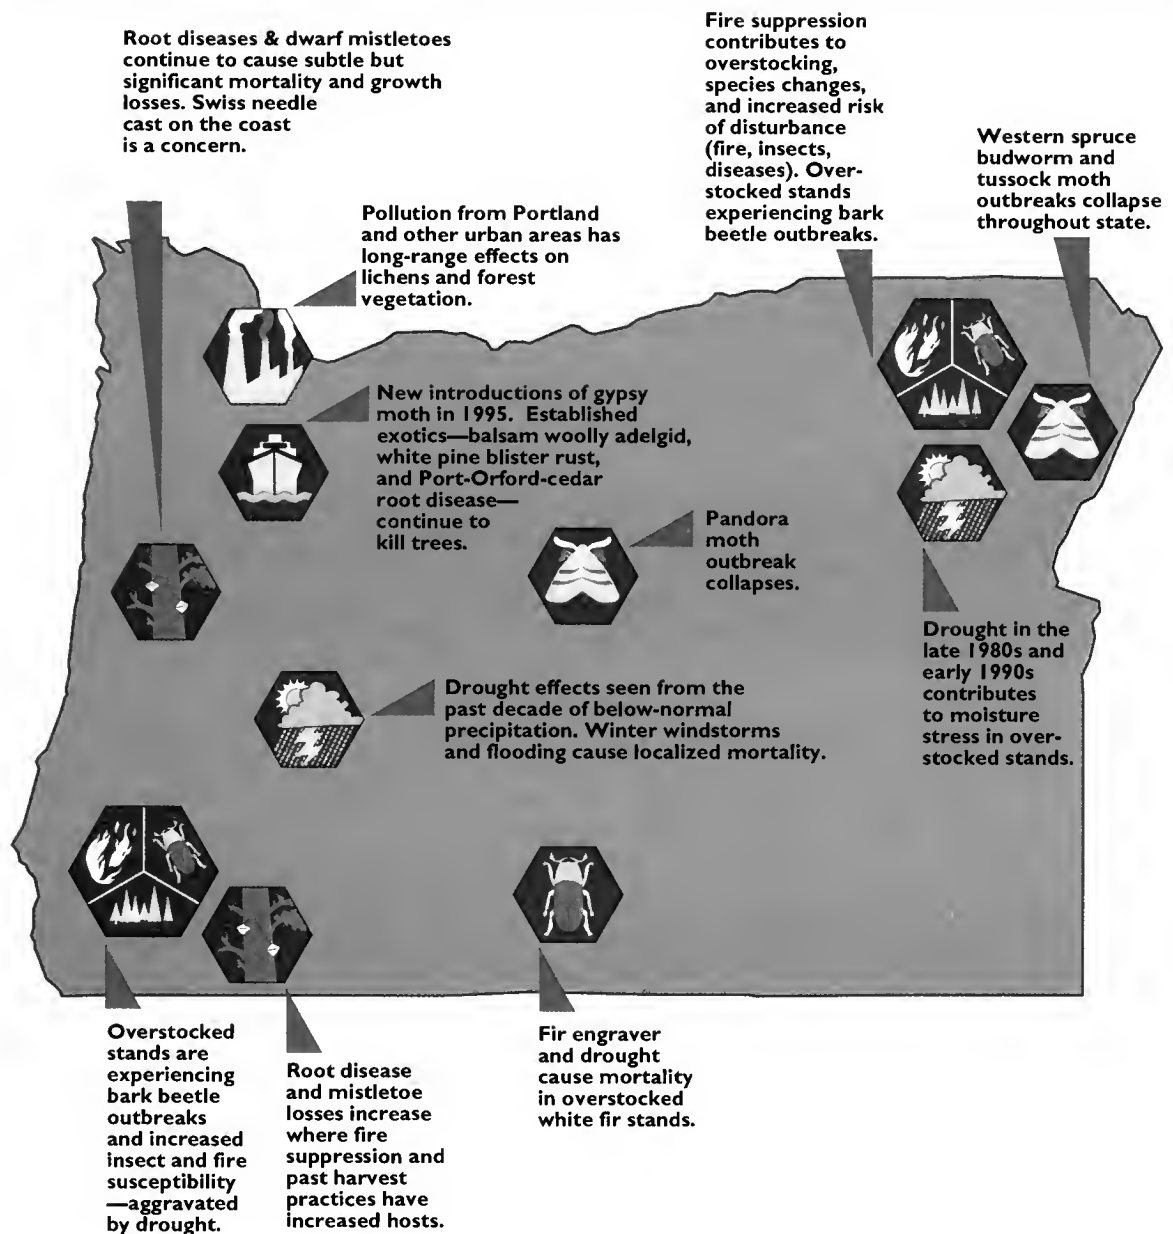 Root diseases & dwarf mistletoes
continue to cause subtle but
significant mortality and growth
losses. Swiss needle
cast on the coast
is a concern.
Fire suppression
contributes to
overstocking,
species changes,
and increased risk
of disturbance
(fire, insects,
diseases). Over-
stocked stands
experiencing bark
beetle outbreaks.
Western spruce
budworm and
tussock moth
outbreaks collapse
throughout state.
Pollution from Portland
and other urban areas has
long-range effects on
lichens and forest
vegetation.
New introductions of gypsy
moth in 1995. Established
exotics—balsam woolly adelgid,
white pine blister rust,
and Port-Orford-cedar
root disease—
continue to
kill trees.
Pandora
moth
outbreak
collapses.
Drought in the
late 1980s and
early 1990s
contributes
to moisture
stress in over-
stocked stands.
Drought effects seen from the
past decade of below-normal
precipitation. Winter windstorms
and flooding cause localized mortality.
Overstocked
stands are
experiencing
bark beetle
outbreaks
and increased
insect and fire
susceptibility
—aggravated
by drought.
Root disease
and mistletoe
losses increase
where fire
suppression and
past harvest
practices have
increased hosts.
Fir engraver
and drought
cause mortality
in overstocked
white fir stands.